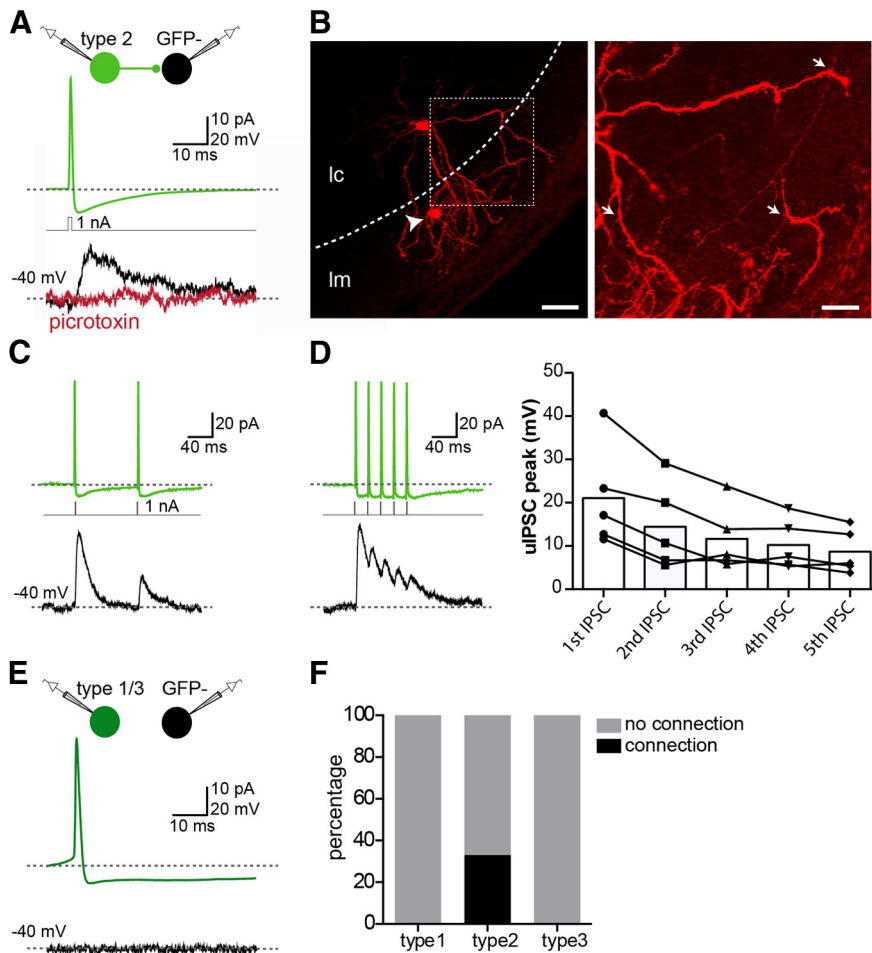 A
type 2
GFP-
10 pA
20 mV
10 ms
1 nA
-40 mV
picrotoxin
B
lc
lm
C
20 pA
40 ms
1 nA
-40 mV
D
20 pA
40 ms
uIPSC peak (mV)
50
40
30
20
10
0
1st IPSC
2nd IPSC
3rd IPSC
4th IPSC
5th IPSC
E
type 1/3
GFP-
10 pA
20 mV
10 ms
-40 mV
F
percentage
100
80
60
40
20
0
type1
type2
type3
no connection
connection